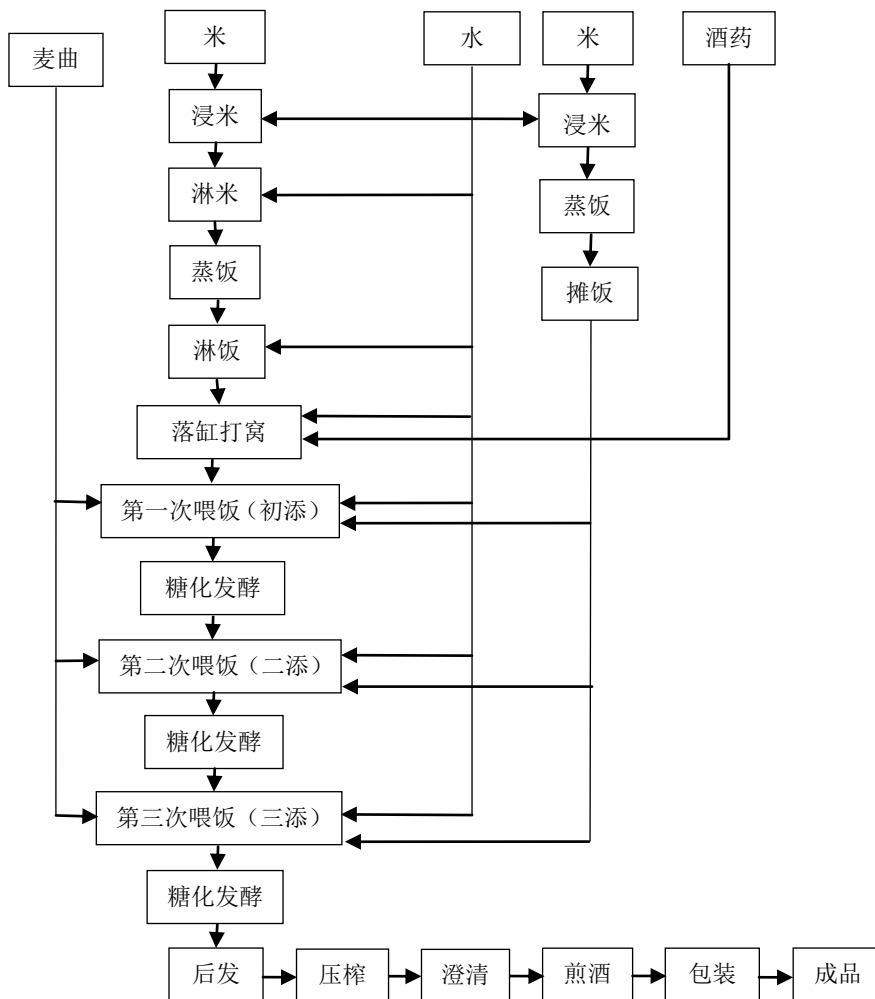 米
水
米
酒药
麦曲
浸米
浸米
淋米
蒸饭
蒸饭
摊饭
淋饭
落缸打窝
第一次喂饭（初添）
糖化发酵
第二次喂饭（二添）
糖化发酵
第三次喂饭（三添）
糖化发酵
后发
压榨
澄清
煎酒
包装
成品